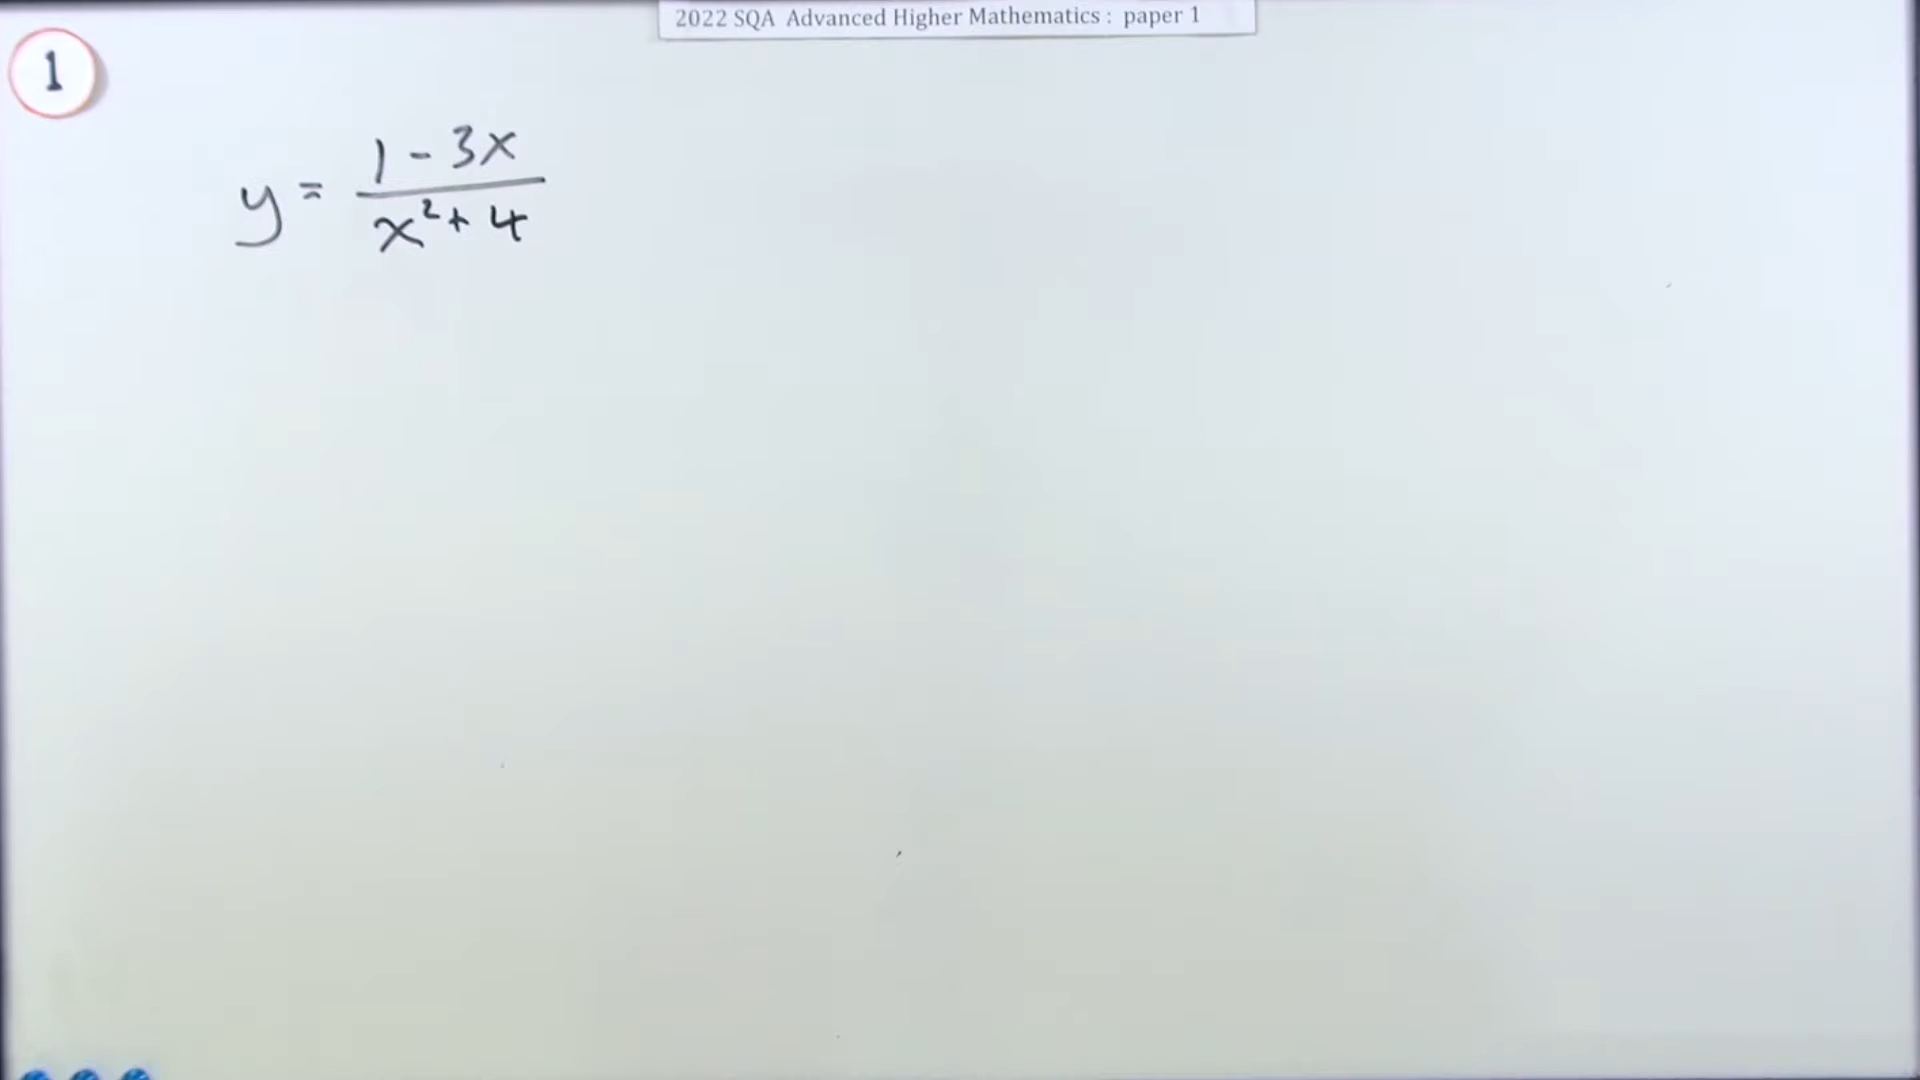 2022 SQA Advanced Higher Mathematics : paper 1
1
y = 1 - 3x / x² + 4